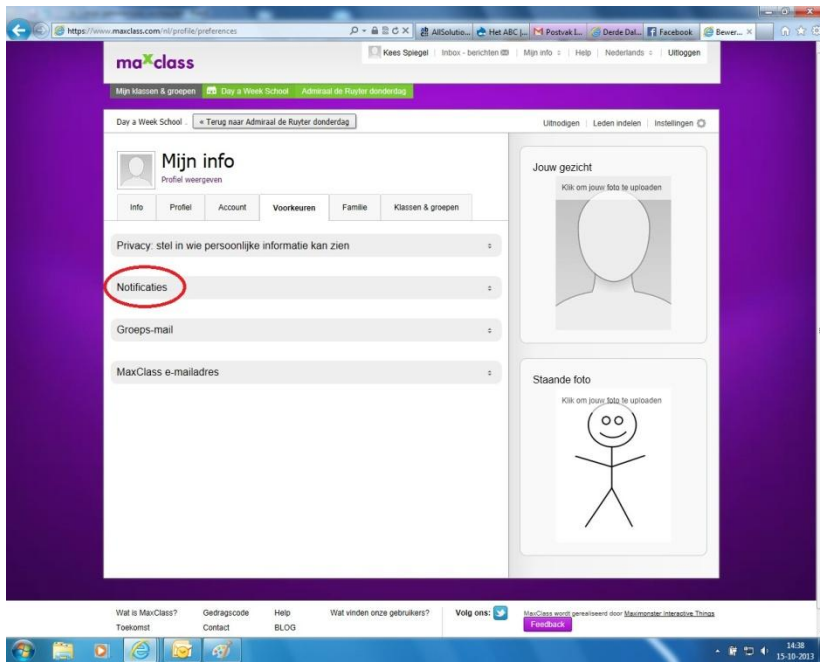 https://www.maxclass.com/nl/profile/preferences
AllSolutio...
Het ABC |...
Postvak I...
Derde Dal...
Facebook
Bewer...
maxclass
Kees Spiegel
Inbox - berichten
Mijn info
Help
Nederlands
Uitloggen
Mijn klassen & groepen
Day a Week School
Admiraal de Ruyter donderdag
Day a Week School .
« Terug naar Admiraal de Ruyter donderdag
Uitnodigen
Leden indelen
Instellingen
Mijn info
Profiel weergeven
Info
Profiel
Account
Voorkeuren
Familie
Klassen & groepen
Privacy: stel in wie persoonlijke informatie kan zien
Notificaties
Groeps-mail
MaxClass e-mailadres
Jouw gezicht
Klik om jouw foto te uploaden
Staande foto
Klik om jouw foto te uploaden
Wat is MaxClass?
Gedragscode
Help
Wat vinden onze gebruikers?
Volg ons:
MaxClass wordt gerealiseerd door Maximonster Interactive Things
Toekomst
Contact
BLOG
Feedback
14:38
15-10-2013